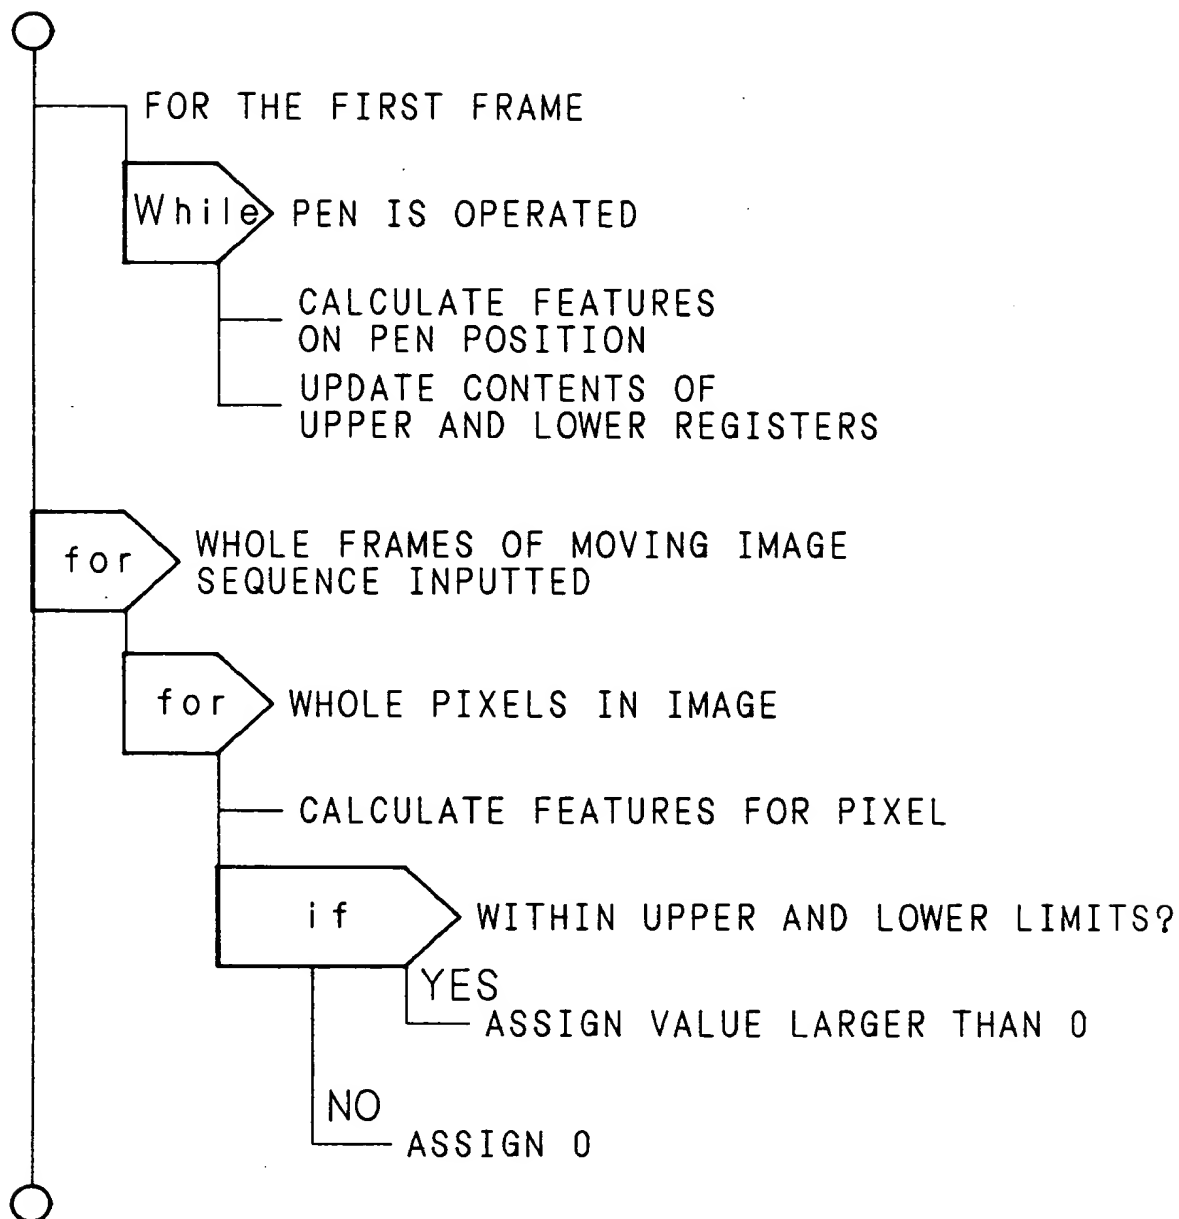 FOR THE FIRST FRAME
While PEN IS OPERATED
CALCULATE FEATURES
ON PEN POSITION
UPDATE CONTENTS OF
UPPER AND LOWER REGISTERS
for WHOLE FRAMES OF MOVING IMAGE
SEQUENCE INPUTTED
for WHOLE PIXELS IN IMAGE
CALCULATE FEATURES FOR PIXEL
if WITHIN UPPER AND LOWER LIMITS?
YES
ASSIGN VALUE LARGER THAN 0
NO
ASSIGN 0